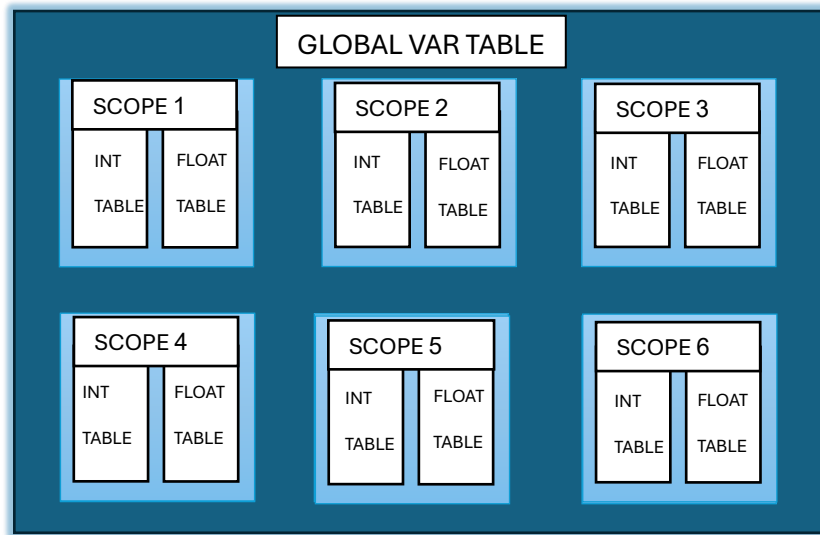 GLOBAL VAR TABLE
SCOPE 1
INT
TABLE
FLOAT
TABLE
SCOPE 2
INT
TABLE
FLOAT
TABLE
SCOPE 3
INT
TABLE
FLOAT
TABLE
SCOPE 4
INT
TABLE
FLOAT
TABLE
SCOPE 5
INT
TABLE
FLOAT
TABLE
SCOPE 6
INT
TABLE
FLOAT
TABLE